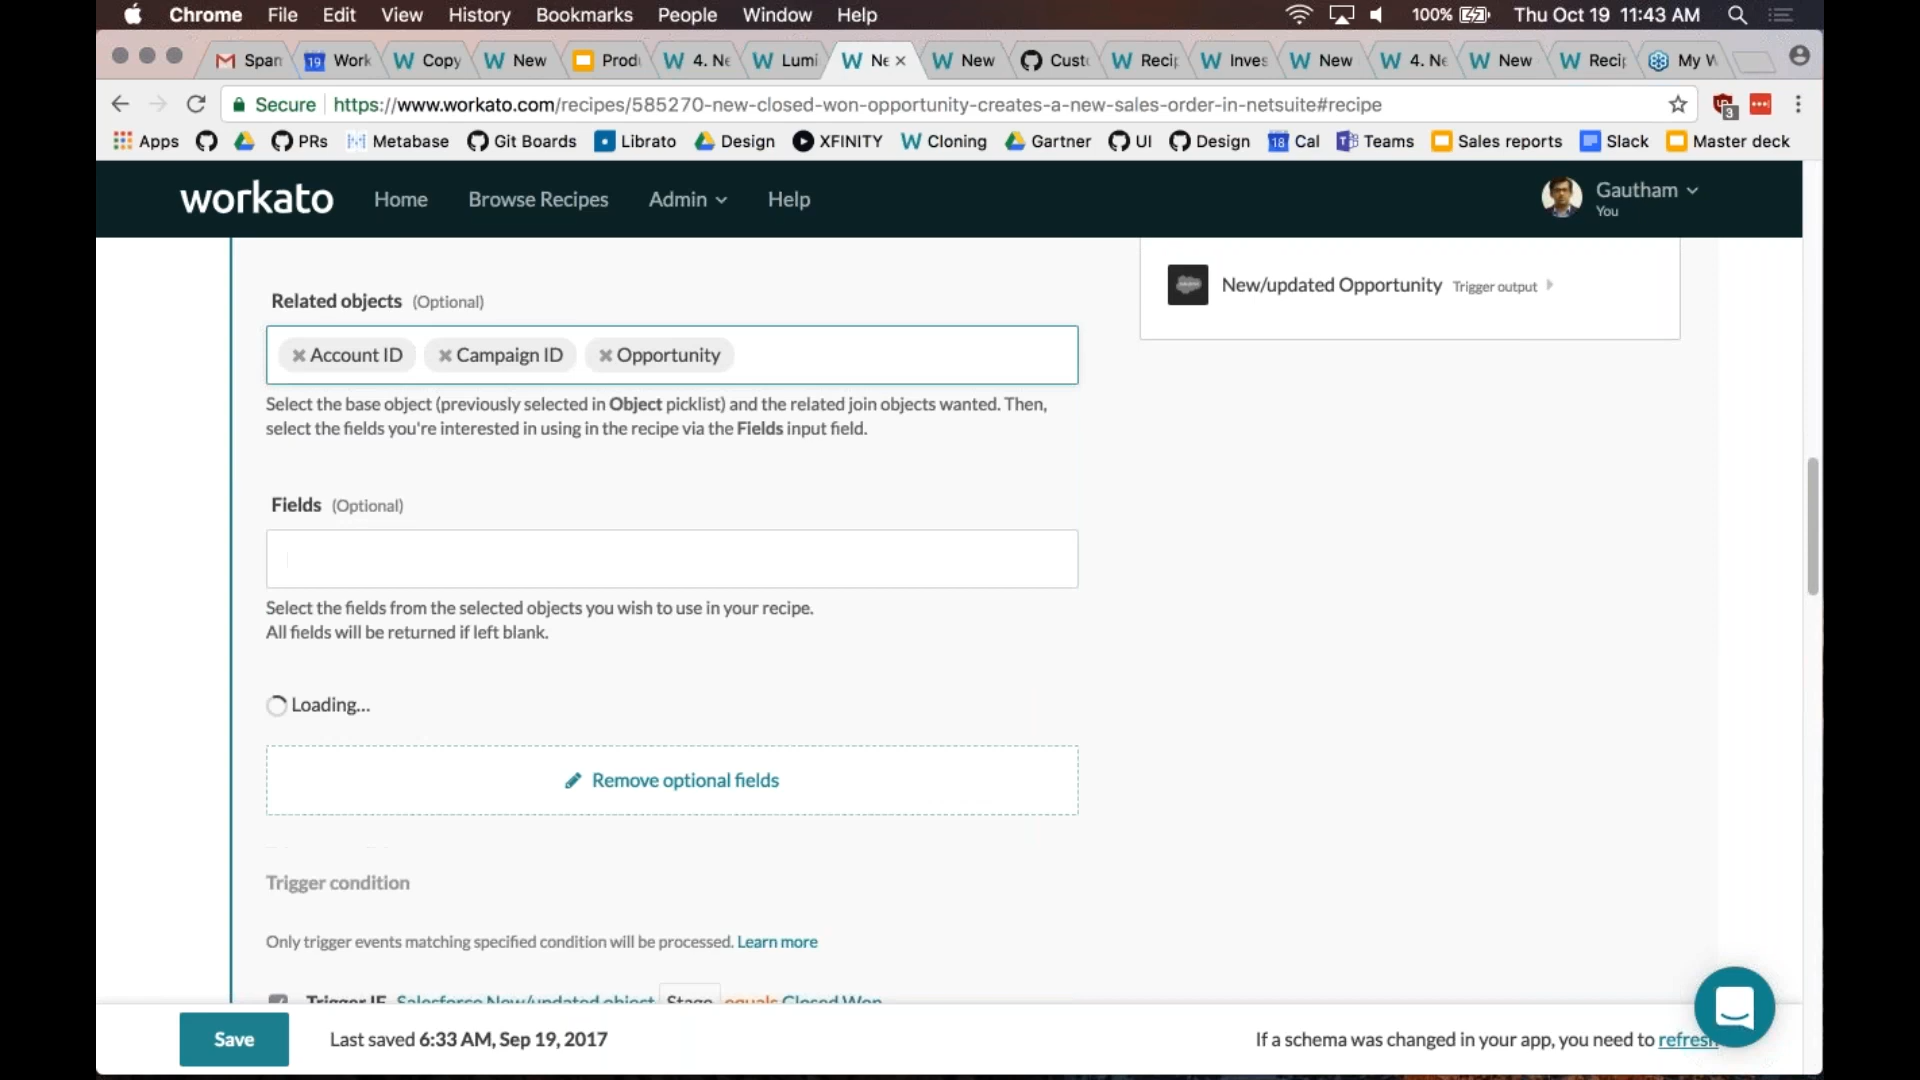 Chrome File Edit View History Bookmarks People Window Help 100% Thu Oct 19 11:43 AM
Span 19 Work Copy New Produ 4. Ne Lumi Ne New Custo Recip Inves New 4. Ne New Recip My W
Secure https://www.workato.com/recipes/585270-new-closed-won-opportunity-creates-a-new-sales-order-in-netsuite#recipe 3
Apps PRs Metabase Git Boards Librato Design XFINITY Cloning Gartner UI Design 18 Cal Teams Sales reports Slack Master deck
workato Home Browse Recipes Admin Help Gautham
You
New/updated Opportunity Trigger output
Related objects (Optional)
Account ID Campaign ID Opportunity
Select the base object (previously selected in Object picklist) and the related join objects wanted. Then,
select the fields you're interested in using in the recipe via the Fields input field.
Fields (Optional)
Select the fields from the selected objects you wish to use in your recipe.
All fields will be returned if left blank.
Loading...
Remove optional fields
Trigger condition
Only trigger events matching specified condition will be processed. Learn more
Trigger IF Salesforce New/updated object Stage equals Closed Won
Save Last saved 6:33 AM, Sep 19, 2017 If a schema was changed in your app, you need to refresh